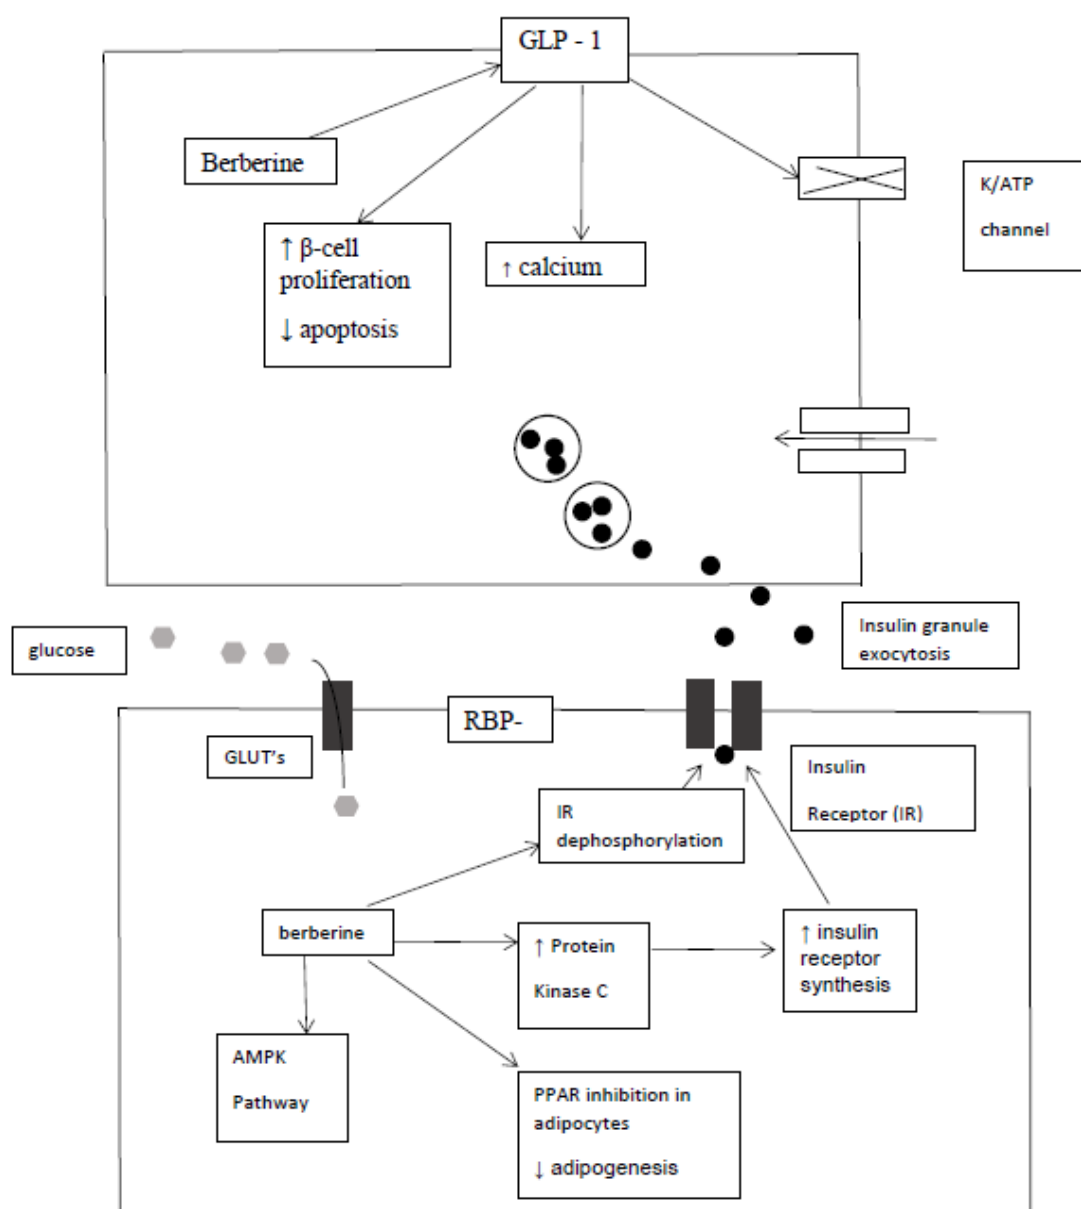 GLP - 1
Berberine
K/ATP
channel
↑ β-cell
proliferation
↓ apoptosis
↑ calcium
glucose
Insulin granule
exocytosis
RBP-
GLUT's
Insulin
Receptor (IR)
IR
dephosphorylation
berberine
↑ Protein
Kinase C
↑ insulin
receptor
synthesis
AMPK
Pathway
PPAR inhibition in
adipocytes
↓ adipogenesis